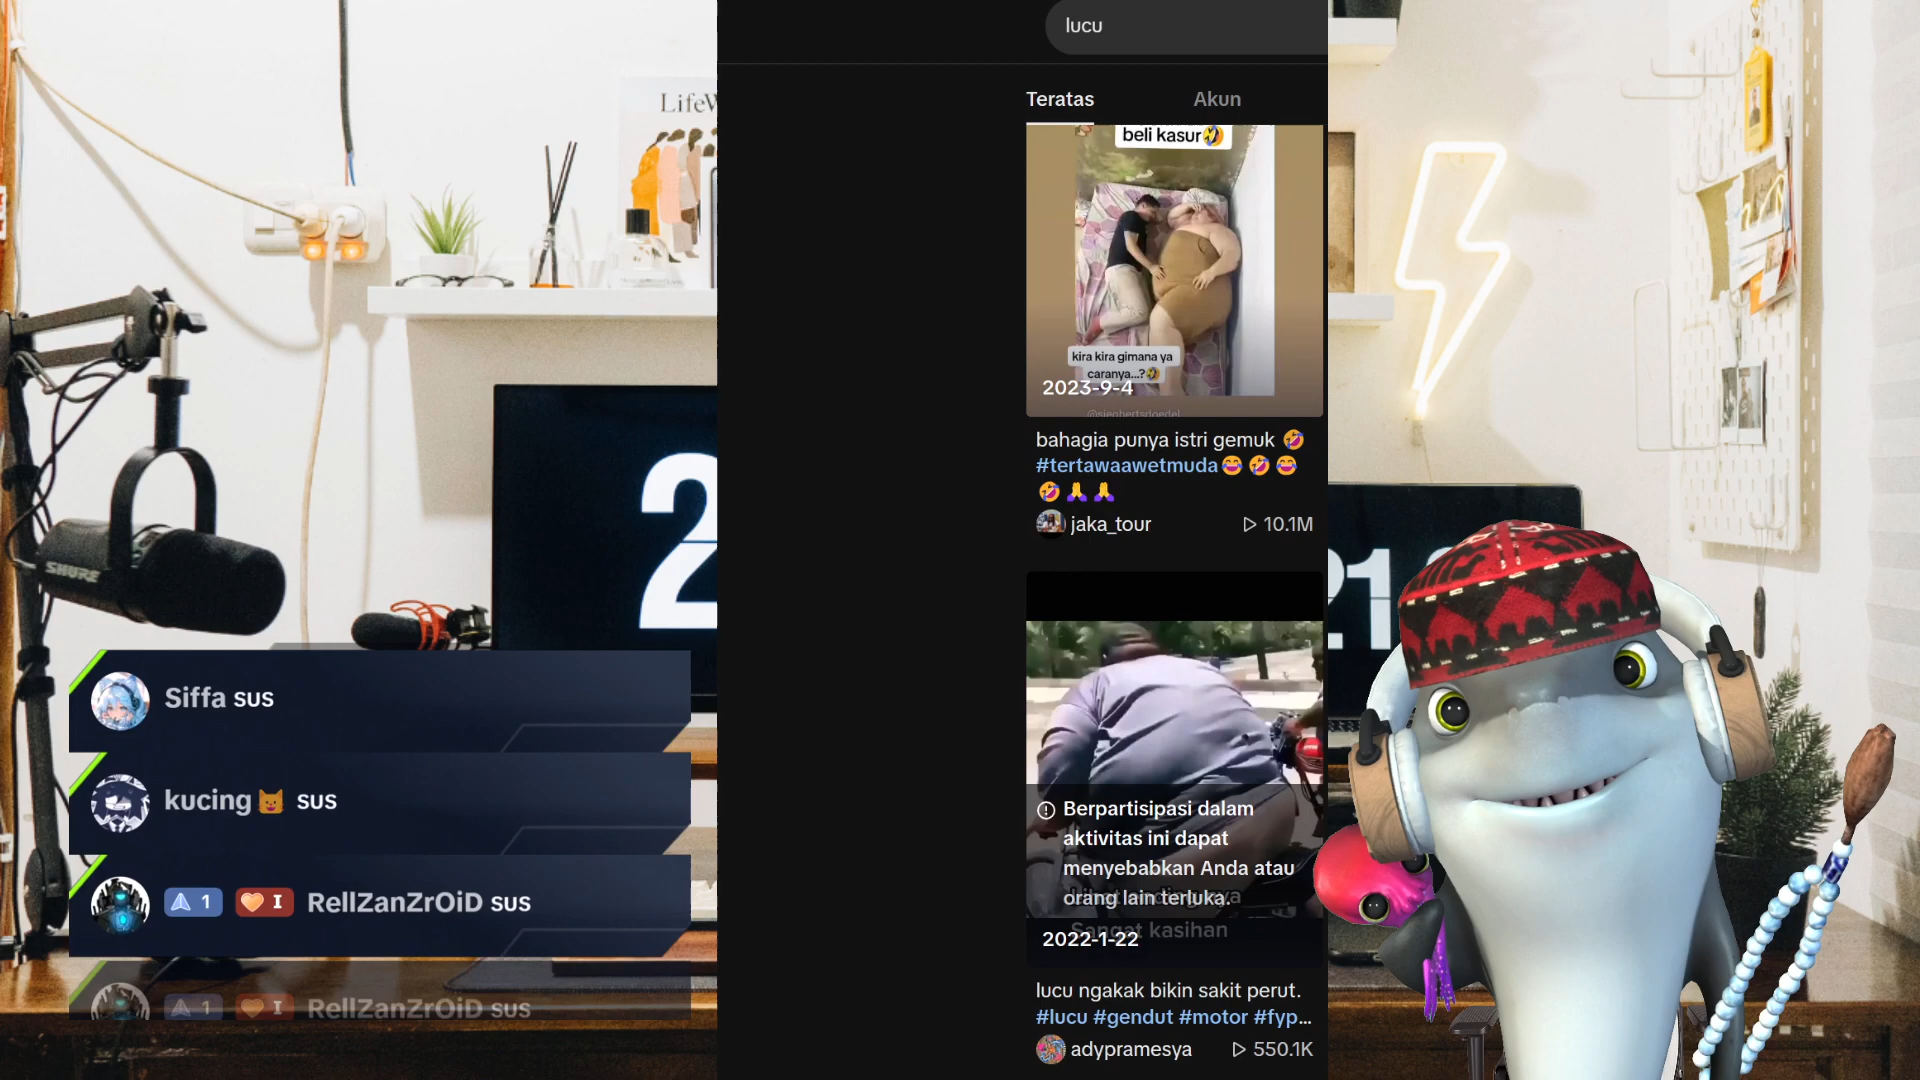 LifeW
SHURE
2
Siffa sus
kucing😺 sus
1 I RellZanZrOiD sus
1 I RellZanZrOiD sus
lucu
Teratas
Akun
beli kasur🤣
kira kira gimana ya
caranya...?🤣
2023-9-4
bahagia punya istri gemuk 🤣
#tertawaawetmuda😂🤣😂
🤣🙏🙏
jaka_tour
10.1M
Berpartisipasi dalam
aktivitas ini dapat
menyebabkan Anda atau
orang lain terluka.
Sangat kasihan
2022-1-22
lucu ngakak bikin sakit perut.
#lucu #gendut #motor #fyp...
adypramesya
550.1K
21